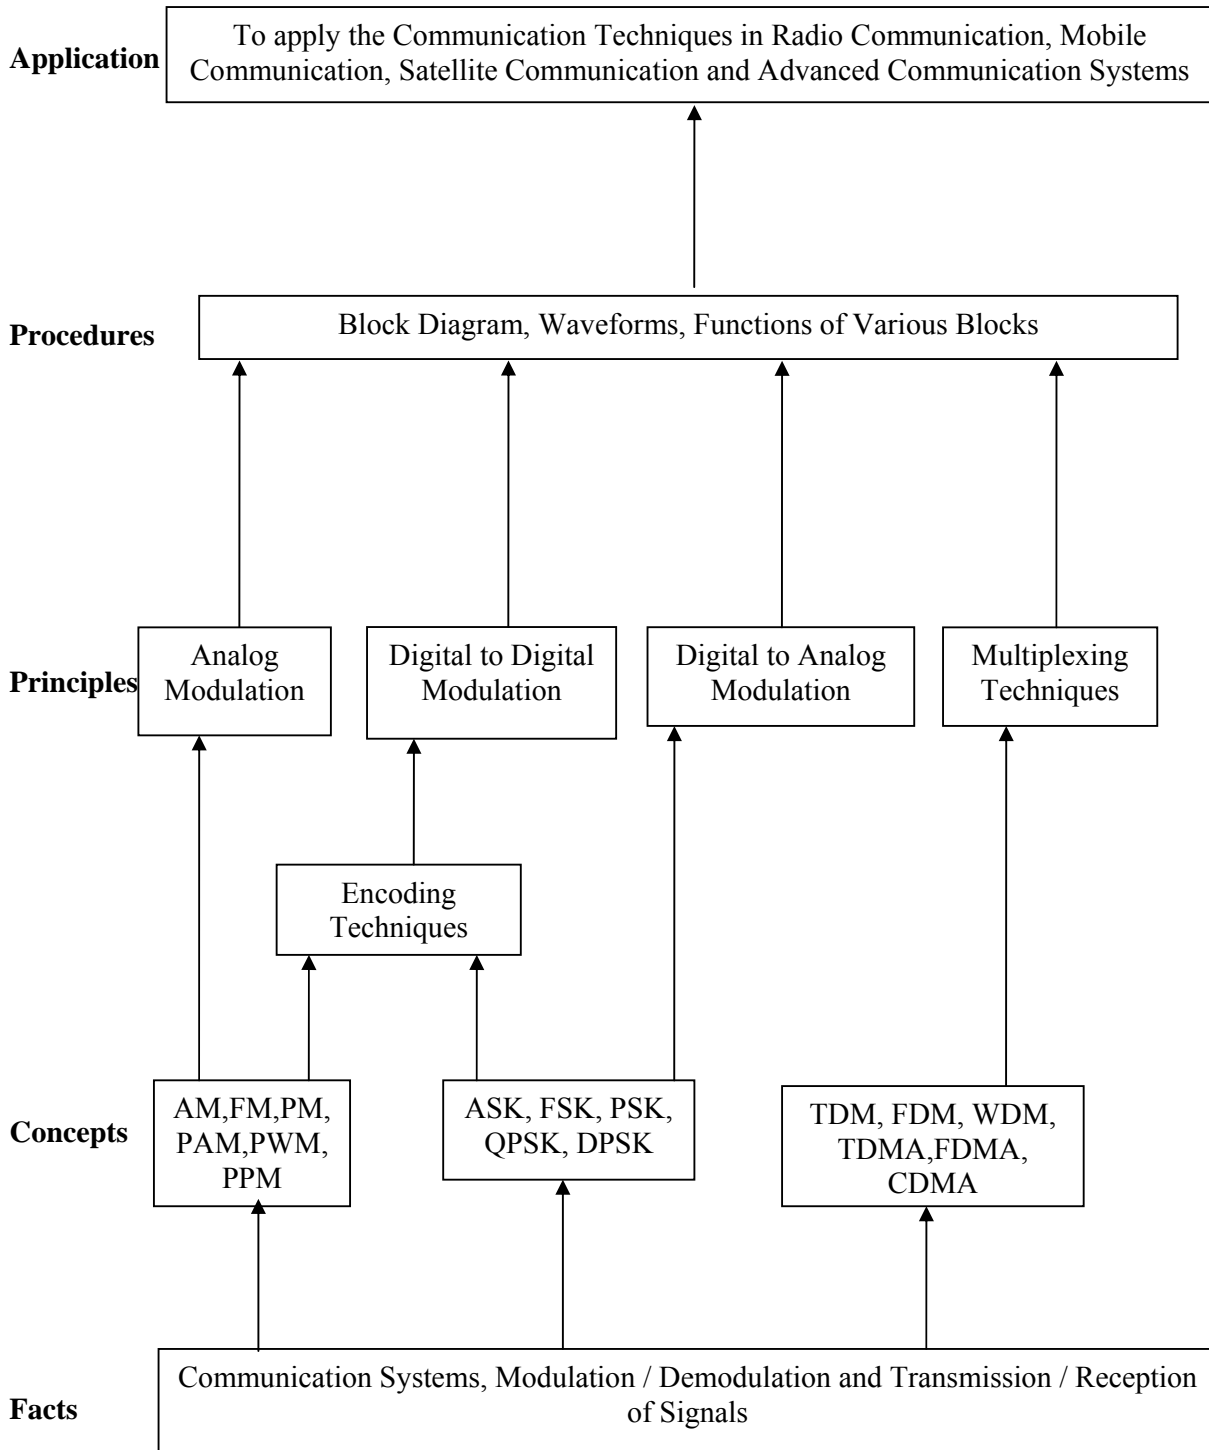 Application
To apply the Communication Techniques in Radio Communication, Mobile
Communication, Satellite Communication and Advanced Communication Systems
Procedures
Block Diagram, Waveforms, Functions of Various Blocks
Principles
Analog
Modulation
Digital to Digital
Modulation
Digital to Analog
Modulation
Multiplexing
Techniques
Encoding
Techniques
Concepts
AM,FM,PM,
PAM,PWM,
PPM
ASK, FSK, PSK,
QPSK, DPSK
TDM, FDM, WDM,
TDMA,FDMA,
CDMA
Facts
Communication Systems, Modulation / Demodulation and Transmission / Reception
of Signals